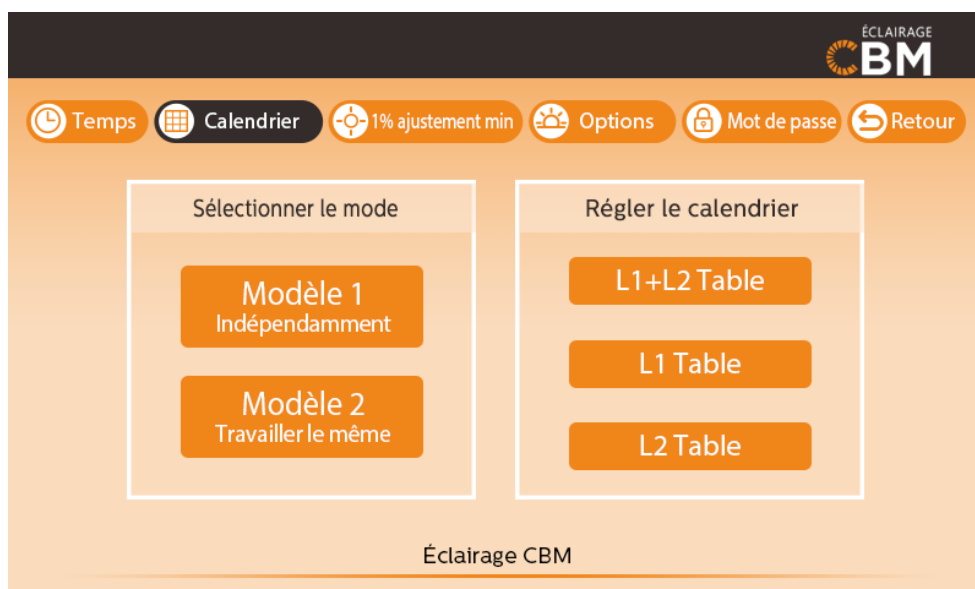 ÉCLAIRAGE
CBM
Temps
Calendrier
1% ajustement min
Options
Mot de passe
Retour
Sélectionner le mode
Modèle 1
Indépendamment
Modèle 2
Travailler le même
Régler le calendrier
L1+L2 Table
L1 Table
L2 Table
Éclairage CBM